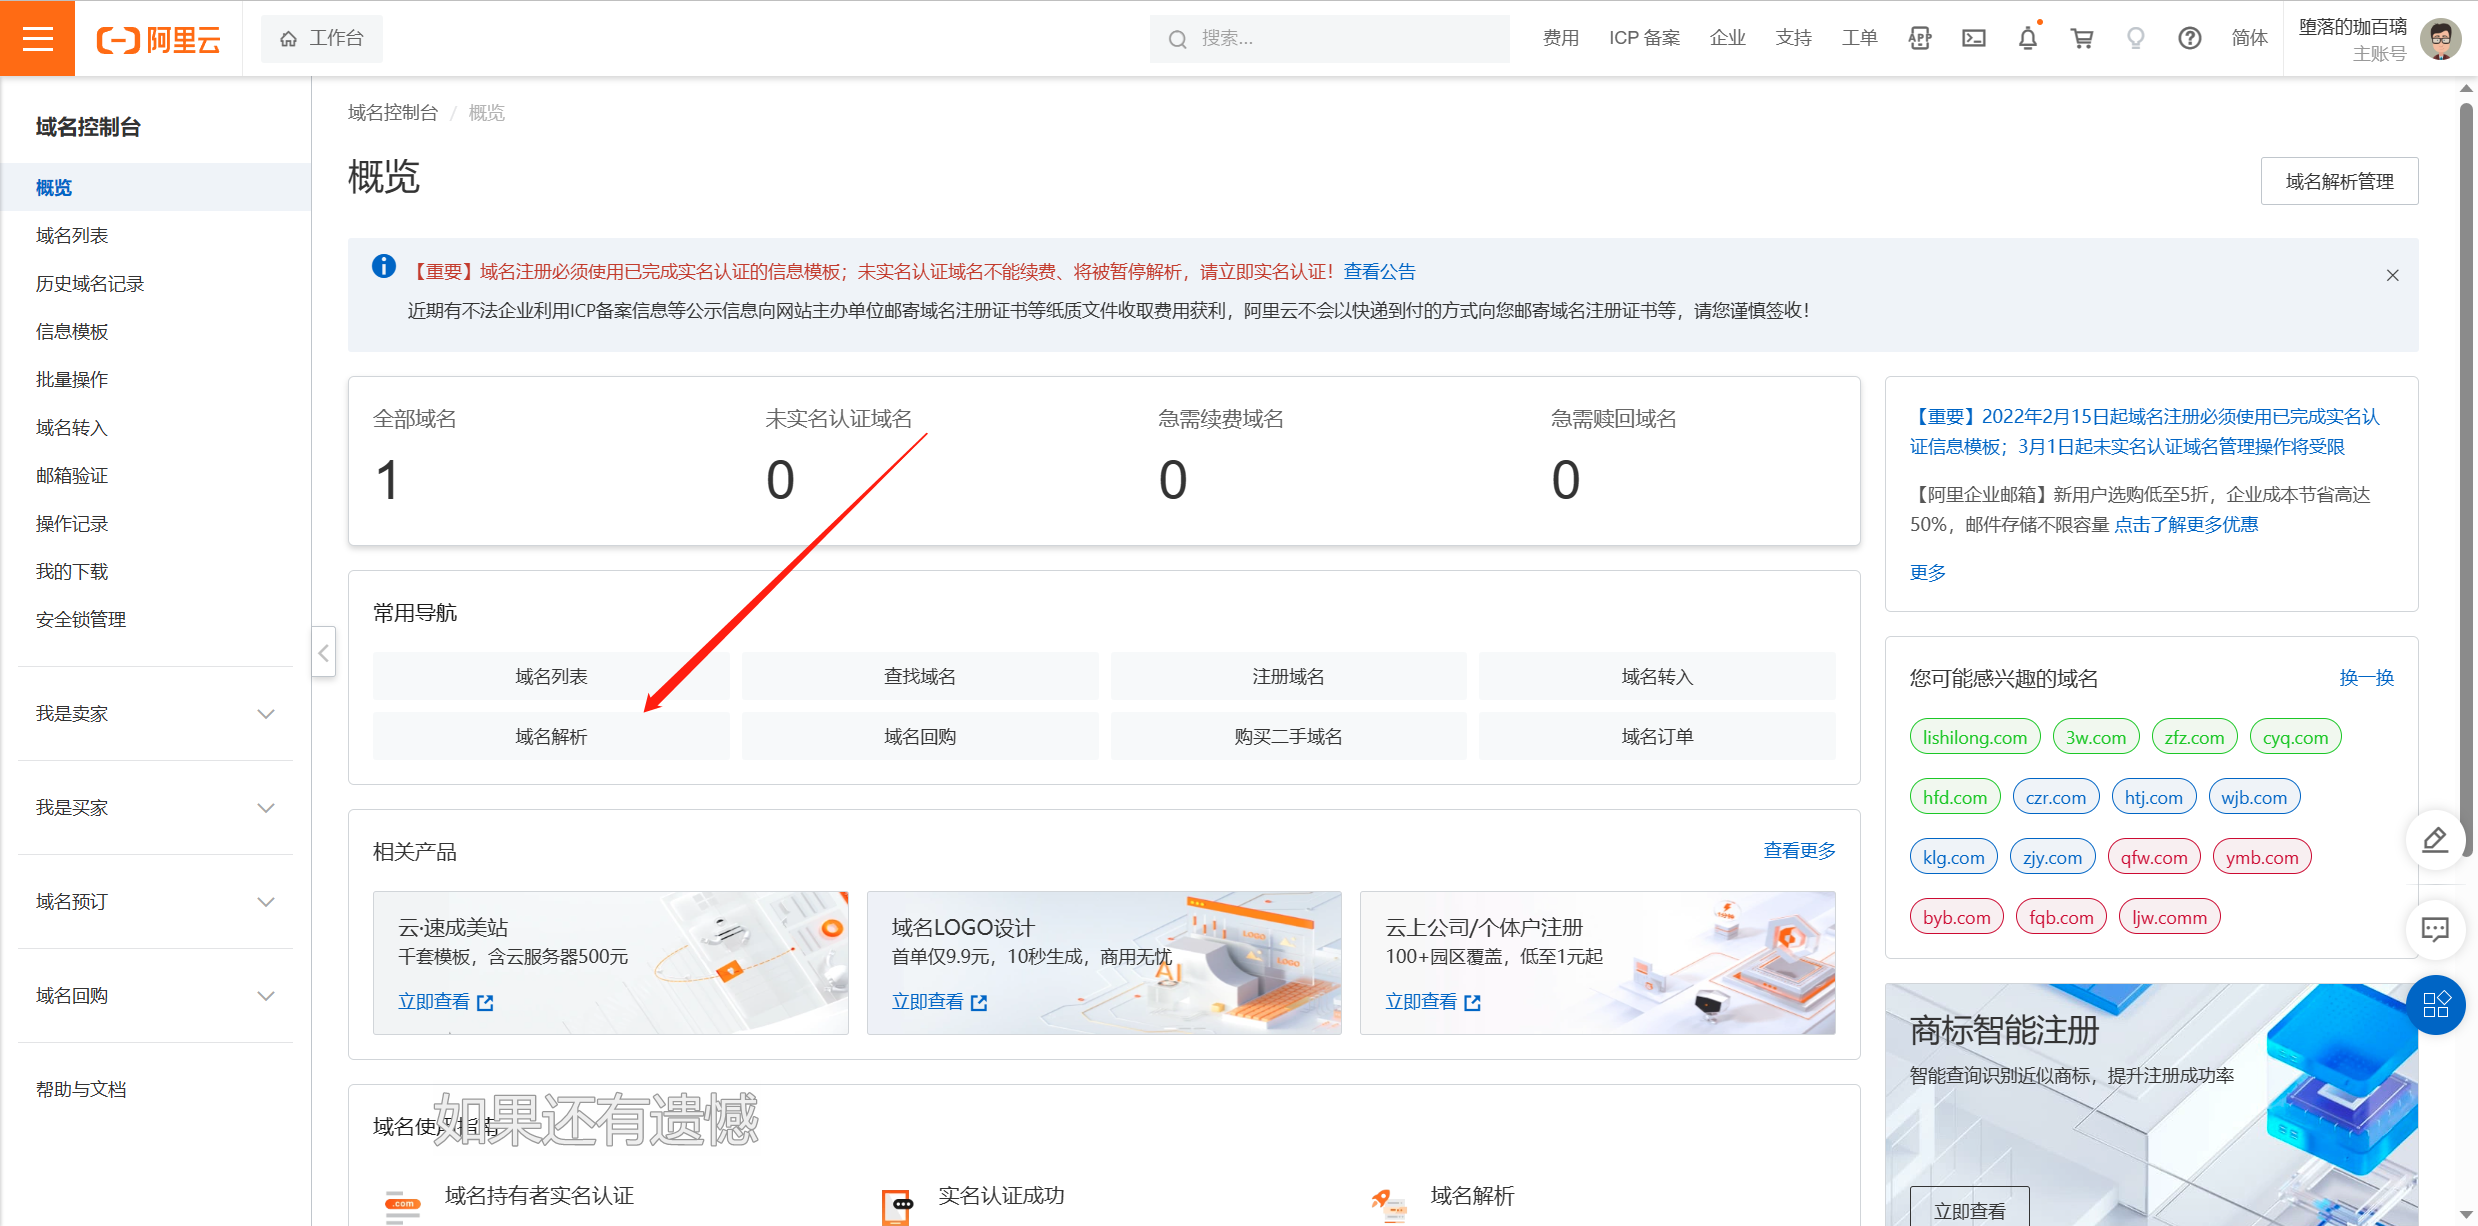 阿里云
工作台
搜索...
费用
ICP 备案
企业
支持
工单
简体
堕落的珈百璃
主账号
域名控制台
概览
域名列表
历史域名记录
信息模板
批量操作
域名转入
邮箱验证
操作记录
我的下载
安全锁管理
我是卖家
我是买家
域名预订
域名回购
帮助与文档
域名控制台 / 概览
概览
域名解析管理
【重要】域名注册必须使用已完成实名认证的信息模板；未实名认证域名不能续费、将被暂停解析，请立即实名认证！查看公告
近期有不法企业利用ICP备案信息等公示信息向网站主办单位邮寄域名注册证书等纸质文件收取费用获利，阿里云不会以快递到付的方式向您邮寄域名注册证书等，请您谨慎签收！
全部域名
1
未实名认证域名
0
急需续费域名
0
急需赎回域名
0
常用导航
域名列表
查找域名
注册域名
域名转入
域名解析
域名回购
购买二手域名
域名订单
相关产品
查看更多
云·速成美站
千套模板，含云服务器500元
立即查看
域名LOGO设计
首单仅9.9元，10秒生成，商用无忧
立即查看
云上公司/个体户注册
100+园区覆盖，低至1元起
立即查看
域名使用指南
如果还有遗憾
.com
域名持有者实名认证
实名认证成功
域名解析
【重要】2022年2月15日起域名注册必须使用已完成实名认
证信息模板；3月1日起未实名认证域名管理操作将受限
【阿里企业邮箱】新用户选购低至5折，企业成本节省高达
50%，邮件存储不限容量 点击了解更多优惠
更多
您可能感兴趣的域名
换一换
lishilong.com
3w.com
zfz.com
cyq.com
hfd.com
czr.com
htj.com
wjb.com
klg.com
zjy.com
qfw.com
ymb.com
byb.com
fqb.com
ljw.comm
商标智能注册
智能查询识别近似商标，提升注册成功率
立即查看